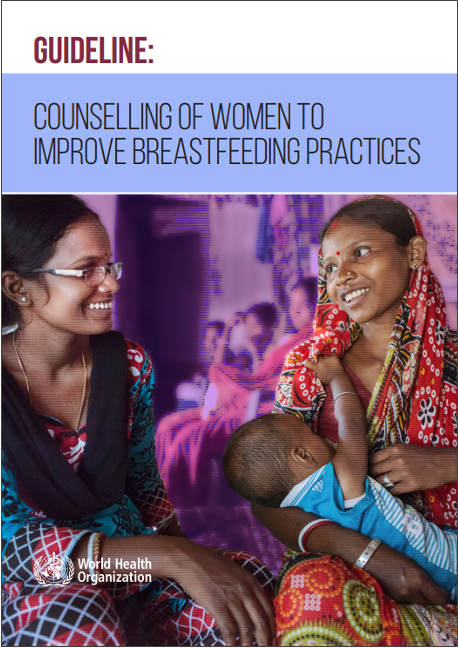 GUIDELINE:
COUNSELLING OF WOMEN TO
IMPROVE BREASTFEEDING PRACTICES
World Health
Organization